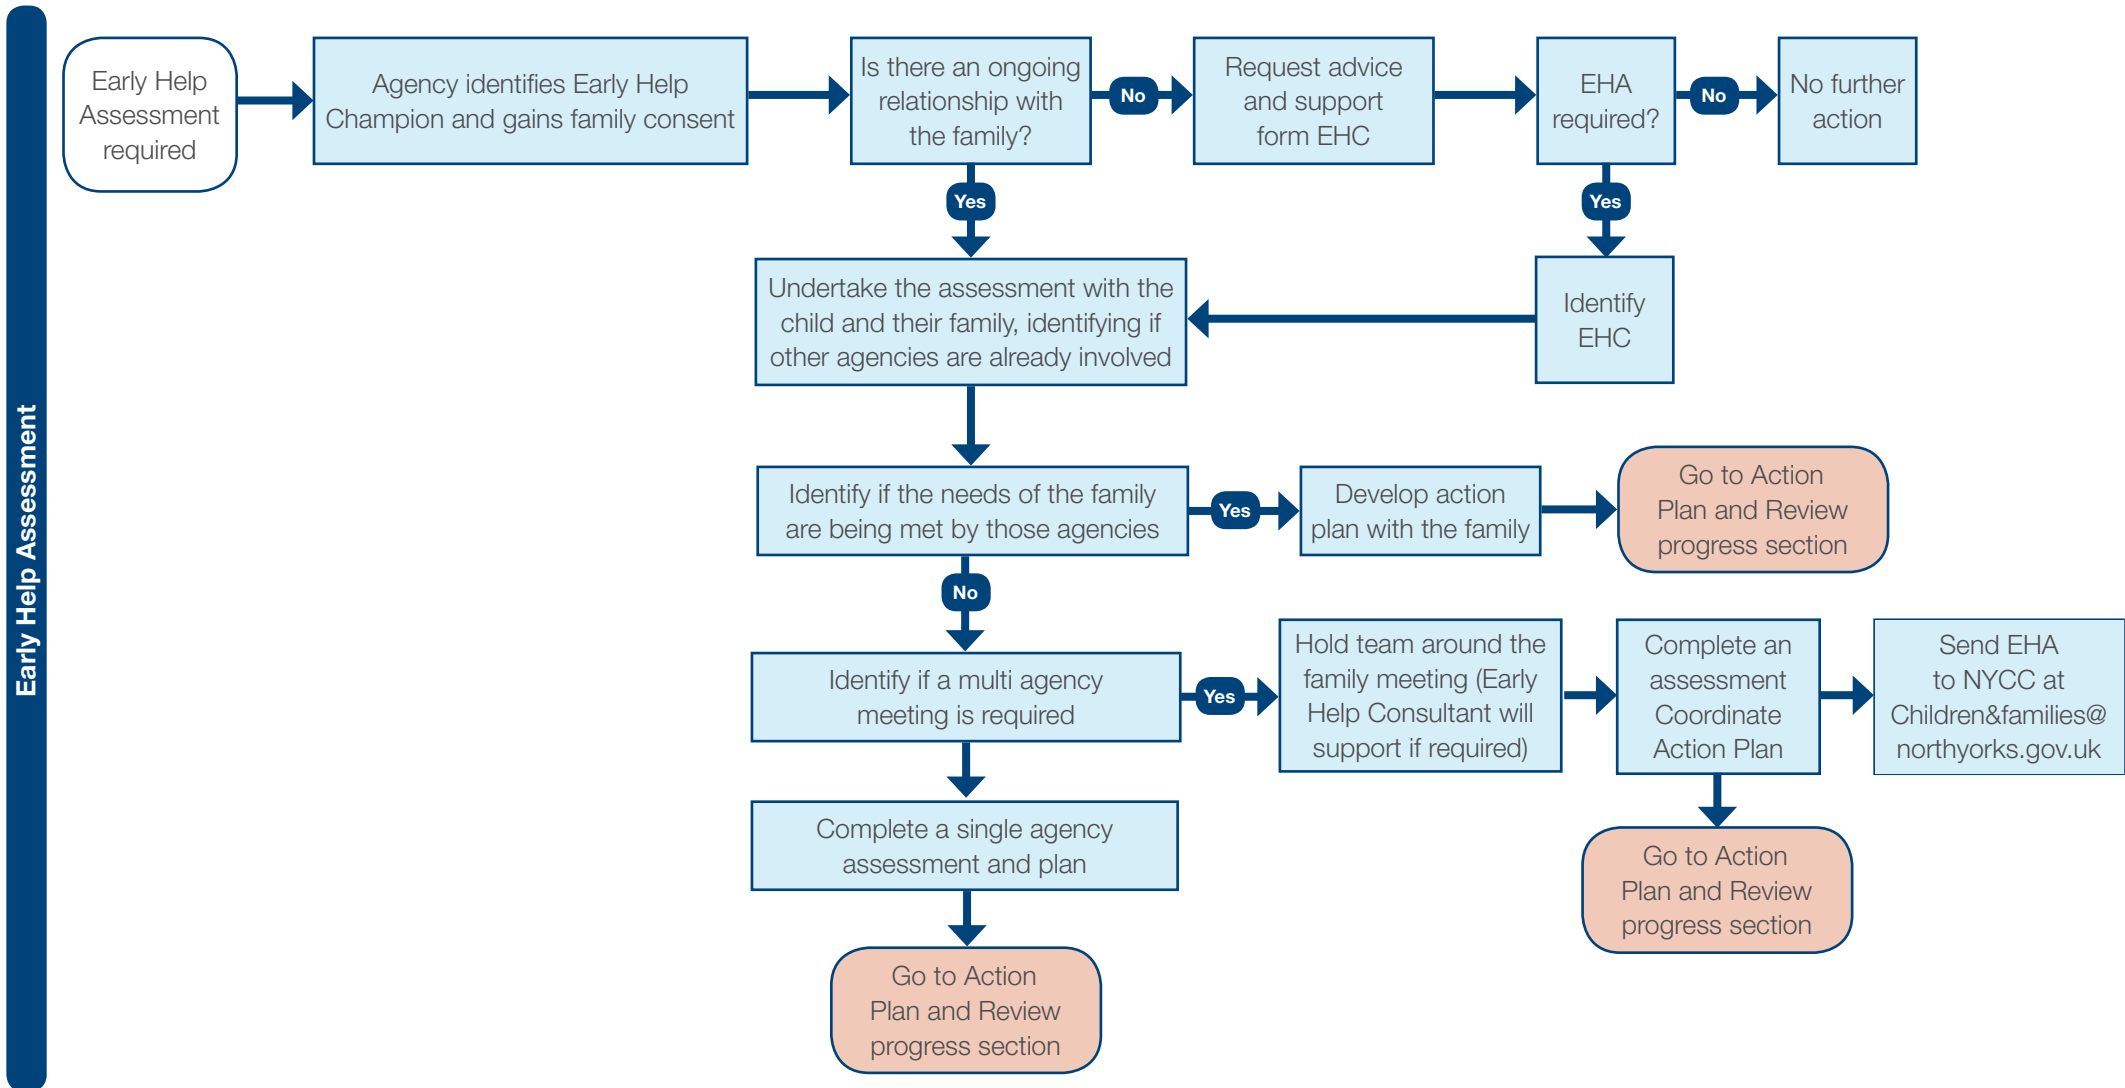 Early Help Assessment
Early Help
Assessment
required
Agency identifies Early Help
Champion and gains family consent
Is there an ongoing
relationship with
the family?
No
Request advice
and support
form EHC
EHA
required?
No
No further
action
Yes
Yes
Undertake the assessment with the
child and their family, identifying if
other agencies are already involved
Identify
EHC
Identify if the needs of the family
are being met by those agencies
Yes
Develop action
plan with the family
Go to Action
Plan and Review
progress section
No
Identify if a multi agency
meeting is required
Yes
Hold team around the
family meeting (Early
Help Consultant will
support if required)
Complete an
assessment
Coordinate
Action Plan
Send EHA
to NYCC at
Children&families@
northyorks.gov.uk
Complete a single agency
assessment and plan
Go to Action
Plan and Review
progress section
Go to Action
Plan and Review
progress section